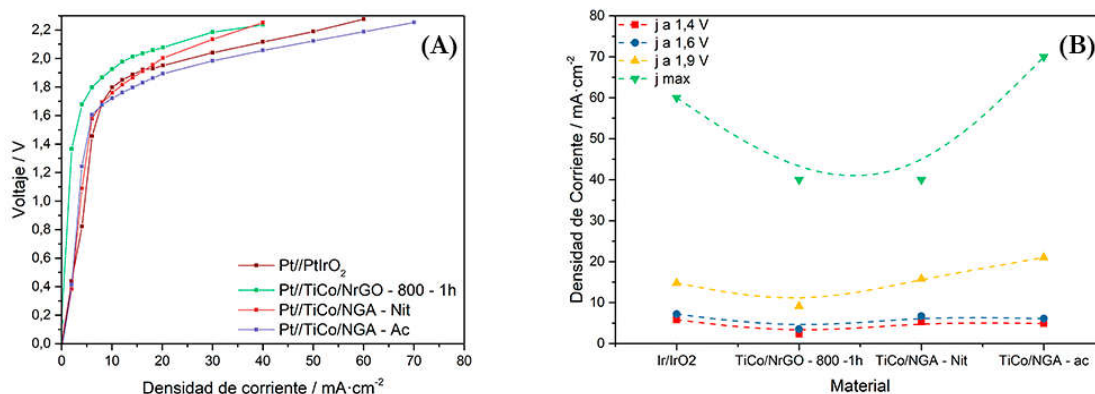 (A)
Voltaje / V
2,2
2,0
1,8
1,6
1,4
1,2
1,0
0,8
0,6
0,4
0,2
0,0
Pt//PtIrO₂
Pt//TiCo/NrGO - 800 - 1h
Pt//TiCo/NGA - Nit
Pt//TiCo/NGA - Ac
0 10 20 30 40 50 60 70 80
Densidad de corriente / mA·cm⁻²
(B)
j a 1,4 V
j a 1,6 V
j a 1,9 V
j max
Densidad de Corriente / mA·cm⁻²
80
70
60
50
40
30
20
10
0
Ir/IrO2 TiCo/NrGO - 800 -1h TiCo/NGA - Nit TiCo/NGA - ac
Material